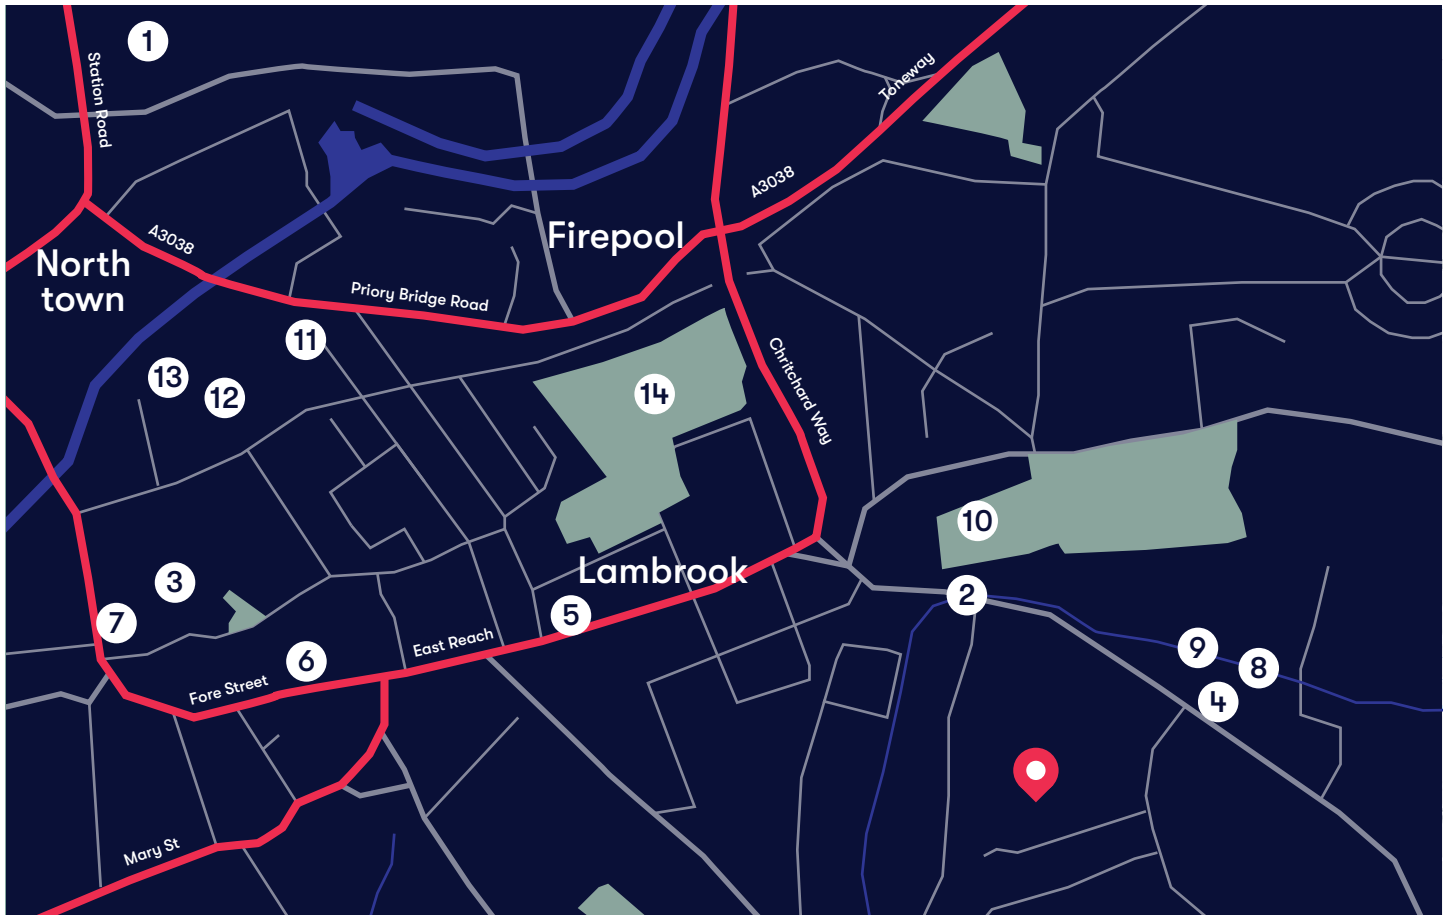 1
Station Road
Toneway
A3038
A3038
Firepool
North
town
Priory Bridge Road
11
13
12
14
Chritchard Way
10
Lambrook
3
7
5
2
6
East Reach
9
8
4
Fore Street
Mary St